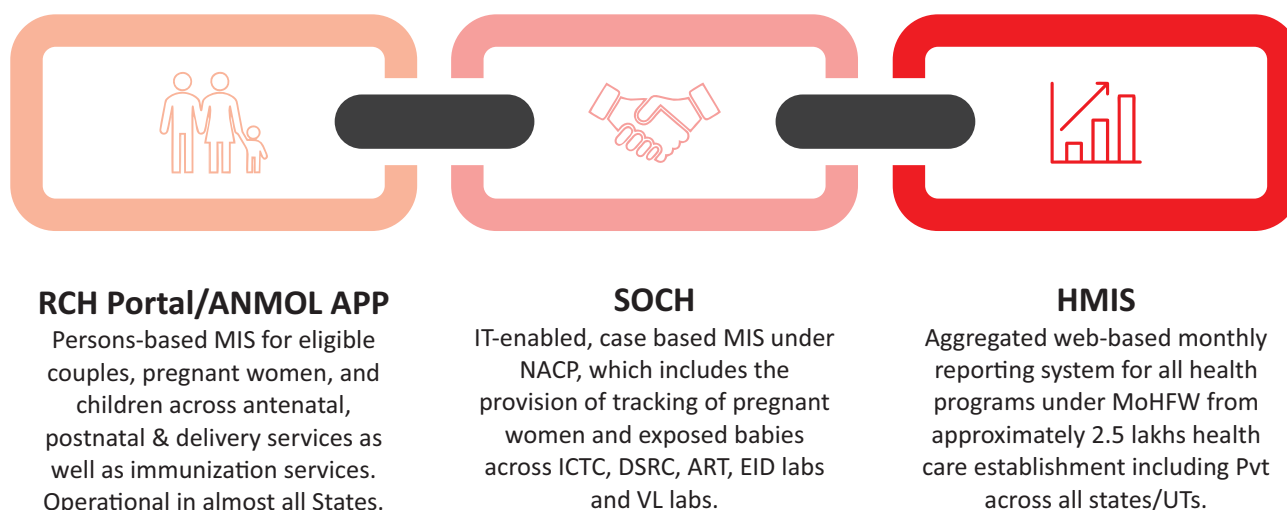 RCH Portal/ANMOL APP
Persons-based MIS for eligible
couples, pregnant women, and
children across antenatal,
postnatal & delivery services as
well as immunization services.
Operational in almost all States.
SOCH
IT-enabled, case based MIS under
NACP, which includes the
provision of tracking of pregnant
women and exposed babies
across ICTC, DSRC, ART, EID labs
and VL labs.
HMIS
Aggregated web-based monthly
reporting system for all health
programs under MoHFW from
approximately 2.5 lakhs health
care establishment including Pvt
across all states/UTs.